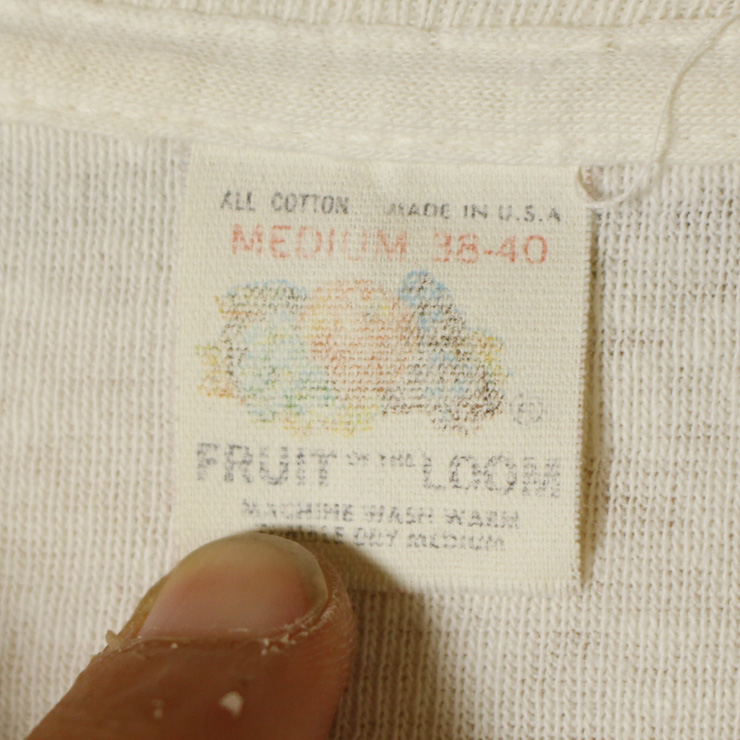 ALL COTTON MADE IN U.S.A
MEDIUM 38-40
®
FRUIT OF THE LOOM
MACHINE WASH WARM
TUMBLE DRY MEDIUM